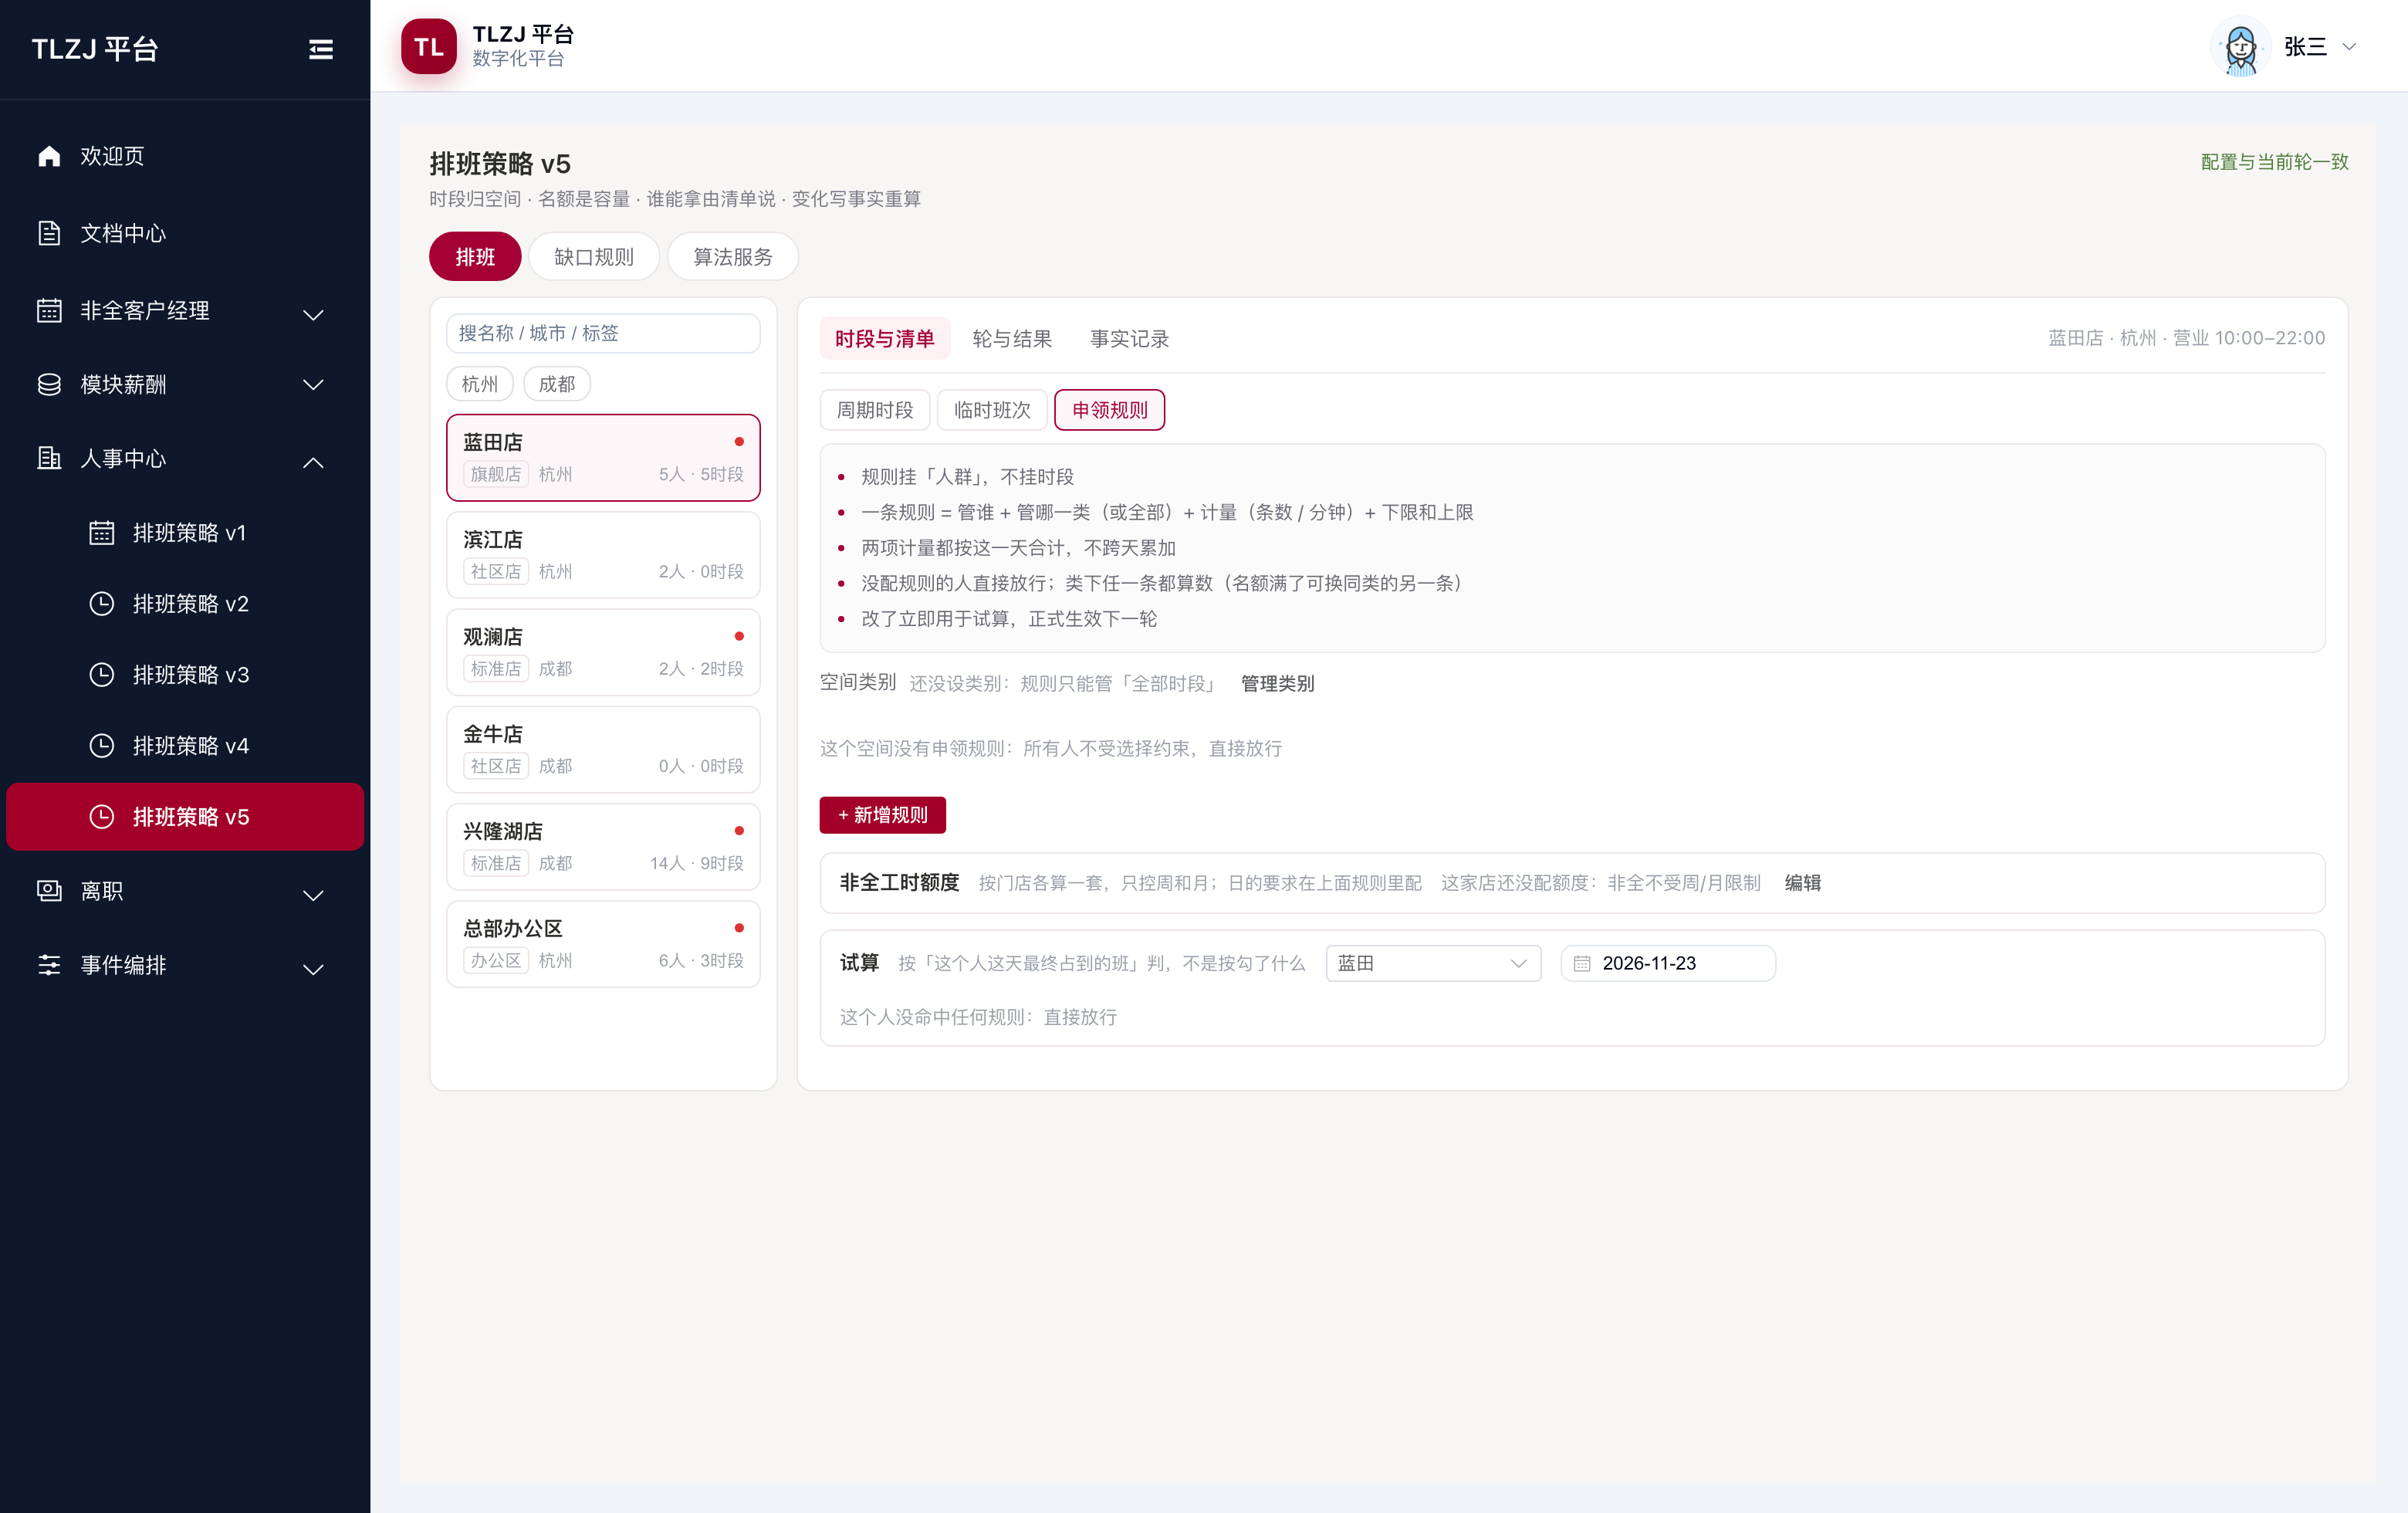 TLZJ 平台
欢迎页
文档中心
非全客户经理
模块薪酬
人事中心
排班策略 v1
排班策略 v2
排班策略 v3
排班策略 v4
排班策略 v5
离职
事件编排
TL
TLZJ 平台
数字化平台
张三
排班策略 v5
配置与当前轮一致
时段归空间 · 名额是容量 · 谁能拿由清单说 · 变化写事实重算
排班
缺口规则
算法服务
搜名称 / 城市 / 标签
杭州
成都
蓝田店
旗舰店 杭州 5人 · 5时段
滨江店
社区店 杭州 2人 · 0时段
观澜店
标准店 成都 2人 · 2时段
金牛店
社区店 成都 0人 · 0时段
兴隆湖店
标准店 成都 14人 · 9时段
总部办公区
办公区 杭州 6人 · 3时段
时段与清单 轮与结果 事实记录
蓝田店 · 杭州 · 营业 10:00–22:00
周期时段 临时班次 申领规则
规则挂「人群」，不挂时段
一条规则 = 管谁 + 管哪一类（或全部）+ 计量（条数 / 分钟）+ 下限和上限
两项计量都按这一天合计，不跨天累加
没配规则的人直接放行；类下任一条都算数（名额满了可换同类的另一条）
改了立即用于试算，正式生效下一轮
空间类别 还没设类别：规则只能管「全部时段」 管理类别
这个空间没有申领规则：所有人不受选择约束，直接放行
+ 新增规则
非全工时额度 按门店各算一套，只控周和月；日的要求在上面规则里配 这家店还没配额度：非全不受周/月限制 编辑
试算 按「这个人这天最终占到的班」判，不是按勾了什么 蓝田 2026-11-23
这个人没命中任何规则：直接放行